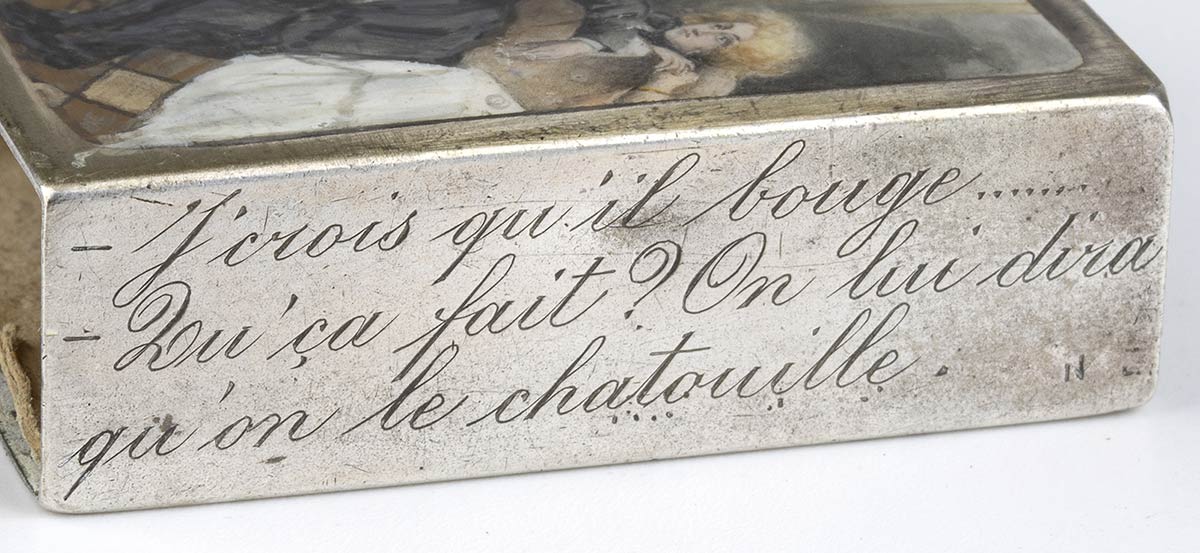 - J'crois qu'il bouge..........
- Qu'ça fait? On lui dira
qu'on le chatouille.
N